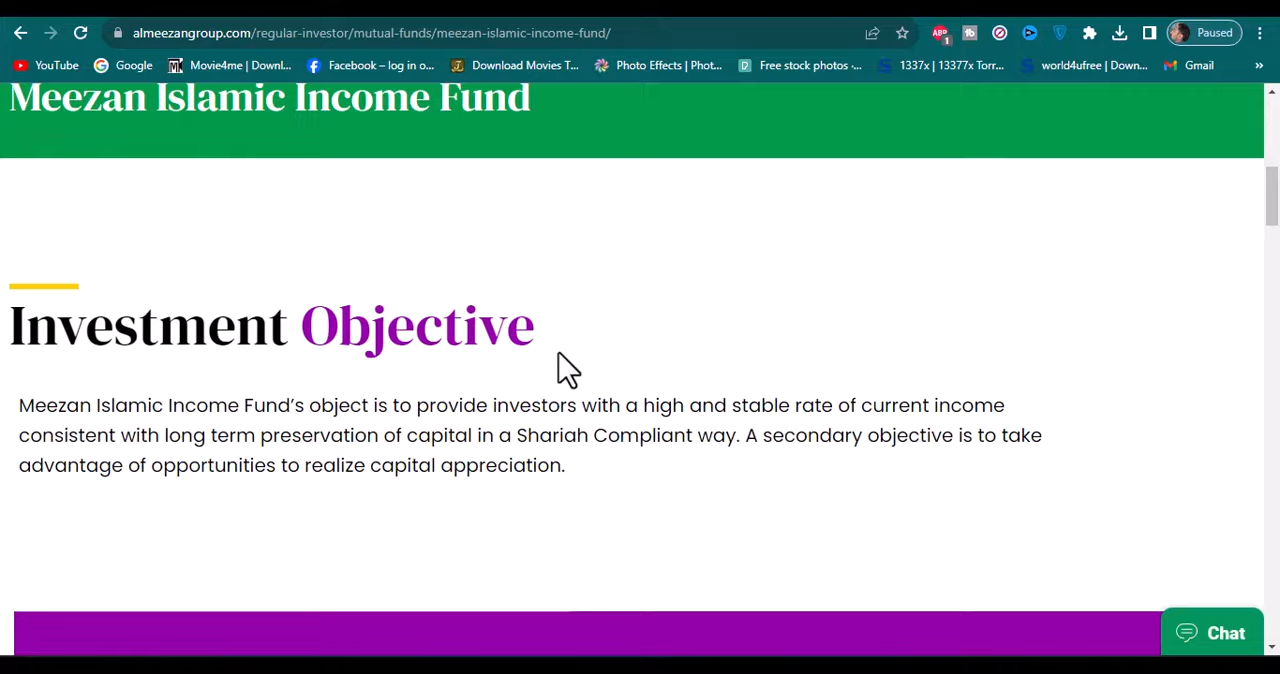 almeezangroup.com/regular-investor/mutual-funds/meezan-islamic-income-fund/
ABP
1
tb
Paused
YouTube
Google
Movie4me | Downl...
Facebook – log in o...
Download Movies T...
Photo Effects | Phot...
Free stock photos -...
1337x | 13377x Torr...
world4ufree | Down...
Gmail
»
Meezan Islamic Income Fund
Investment Objective
Meezan Islamic Income Fund’s object is to provide investors with a high and stable rate of current income
consistent with long term preservation of capital in a Shariah Compliant way. A secondary objective is to take
advantage of opportunities to realize capital appreciation.
Chat